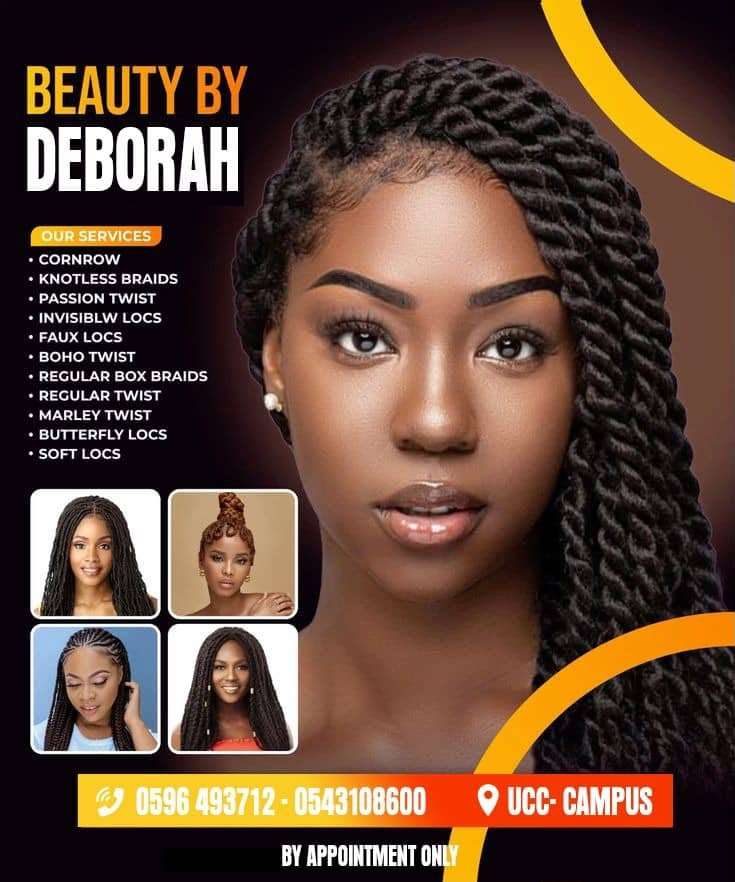 BEAUTY BY
DEBORAH
OUR SERVICES
• CORNROW
• KNOTLESS BRAIDS
• PASSION TWIST
• INVISIBLW LOCS
• FAUX LOCS
• BOHO TWIST
• REGULAR BOX BRAIDS
• REGULAR TWIST
• MARLEY TWIST
• BUTTERFLY LOCS
• SOFT LOCS
0596 493712 - 0543108600
UCC- CAMPUS
BY APPOINTMENT ONLY